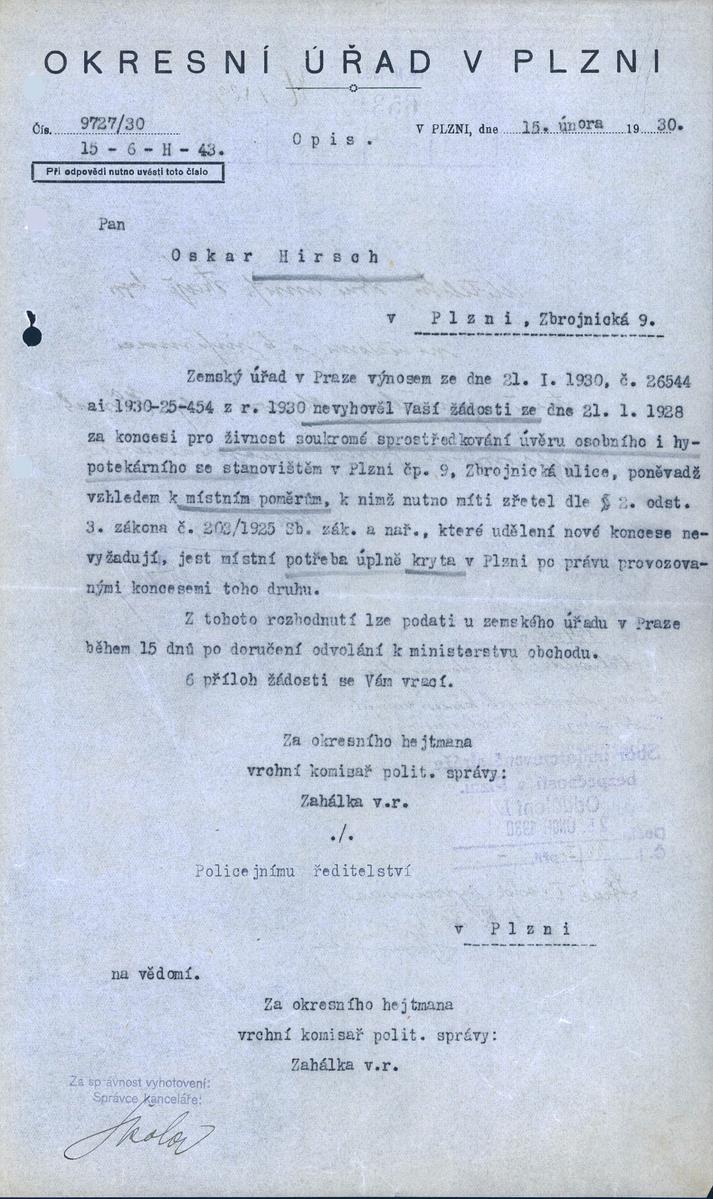 OKRESNÍ ÚŘAD V PLZNI
Čís. 9727/30
15 - 6 - H - 43.
Při odpovědi nutno uvésti toto číslo
Opis.
V PLZNI, dne 15. února 1930.
Pan
Oskar Hirsch
v Plzni, Zbrojnická 9.
Zemský úřad v Praze výnosem ze dne 21. I. 1930, č. 26544
ai 1930-25-454 z r. 1930 nevyhověl Vaší žádosti ze dne 21. 1. 1928
za koncesi pro živnost soukromé sprostředkování úvěru osobního i hy-
potekárního se stanovištěm v Plzni čp. 9, Zbrojnická ulice, poněvadž
vzhledem k místním poměrům, k nimž nutno míti zřetel dle § 2. odst.
3. zákona č. 202/1925 Sb. zák. a nař., které udělení nové koncese ne-
vyžadují, jest místní potřeba úplně kryta v Plzni po právu provozova-
nými koncesemi toho druhu.
Z tohoto rozhodnutí lze podati u zemského úřadu v Praze
během 15 dnů po doručení odvolání k ministerstvu obchodu.
6 příloh žádosti se Vám vrací.
Za okresního hejtmana
vrchní komisař polit. správy:
Zahálka v.r.
./.
Policejnímu ředitelství
v Plzni
na vědomí.
Za okresního hejtmana
vrchní komisař polit. správy:
Zahálka v.r.
Za správnost vyhotovení:
Správce kanceláře: